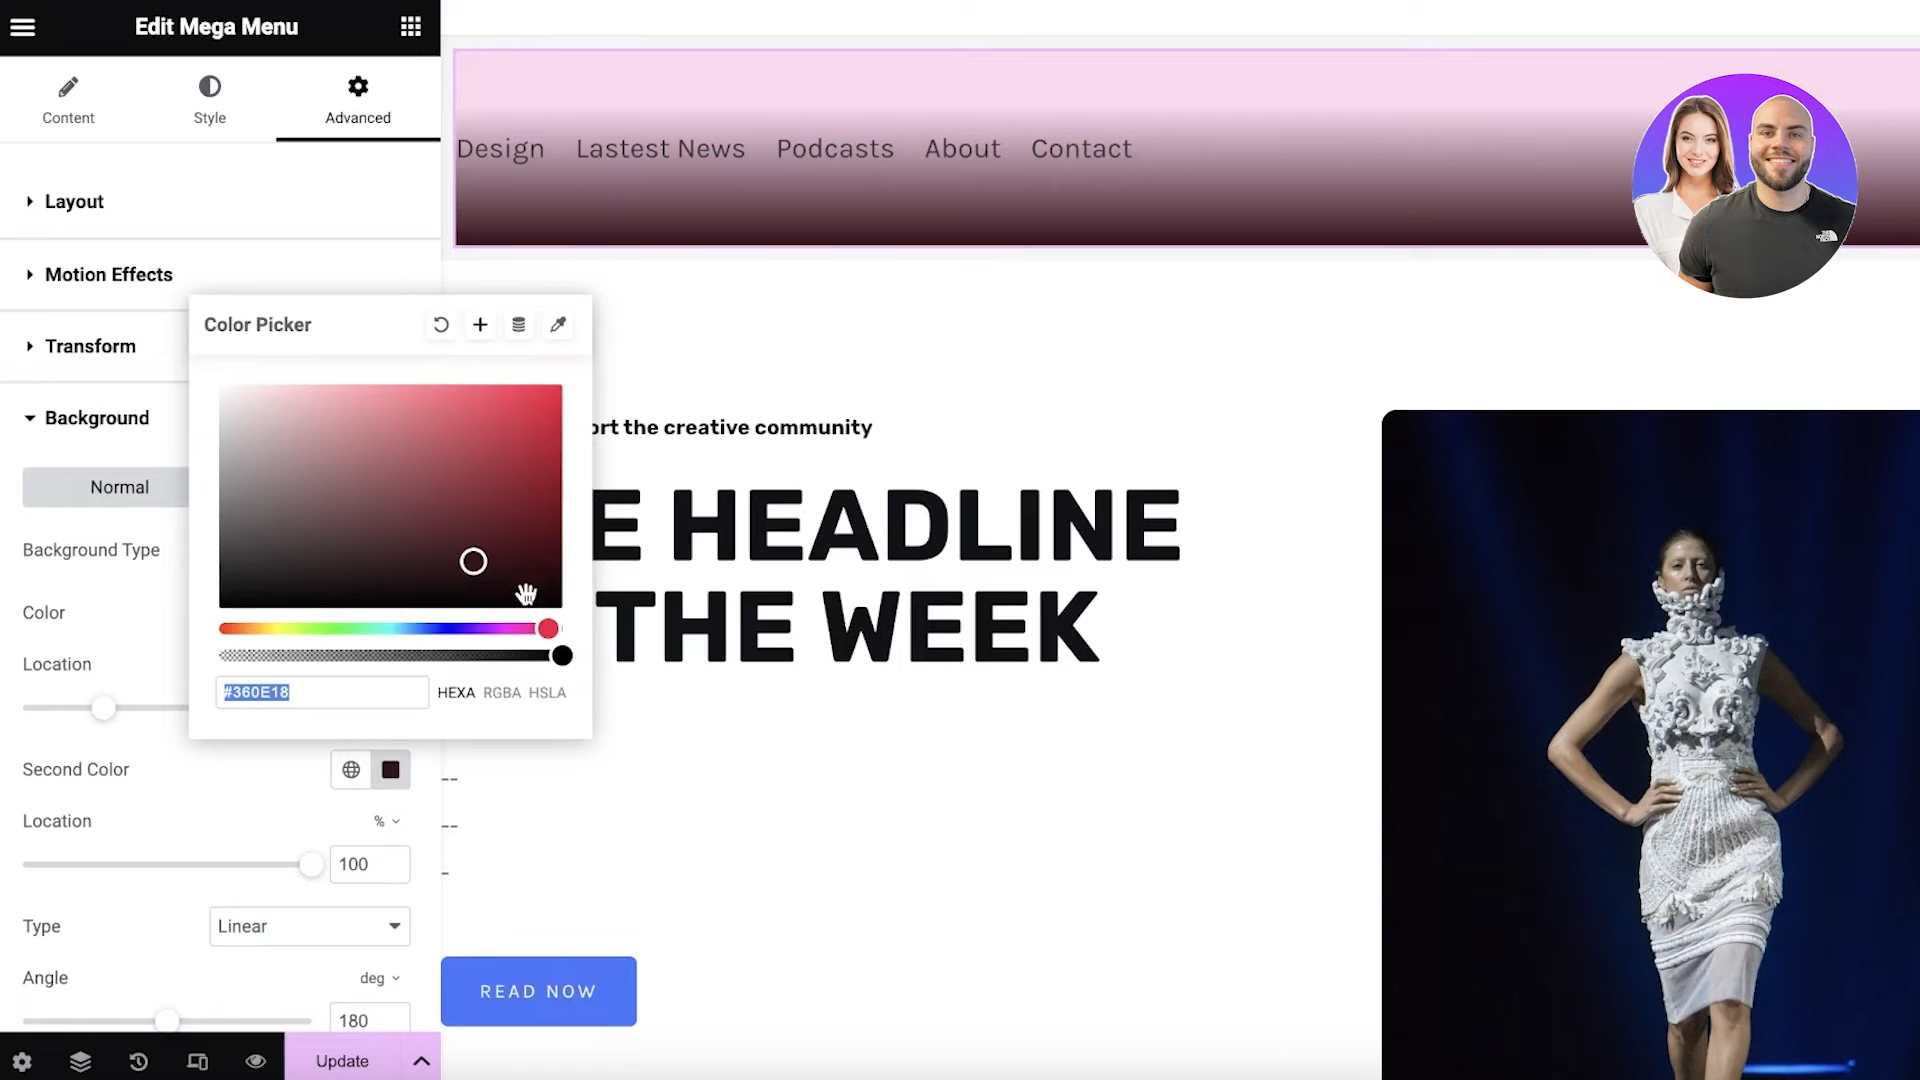 Edit Mega Menu
Content
Style
Advanced
Layout
Motion Effects
Transform
Background
Normal
Background Type
Color
Location
Color Picker
#360E18
HEXA RGBA HSLA
Second Color
Location
%
100
Type
Linear
Angle
deg
180
Update
Design Lastest News Podcasts About Contact
ort the creative community
E HEADLINE
THE WEEK
READ NOW